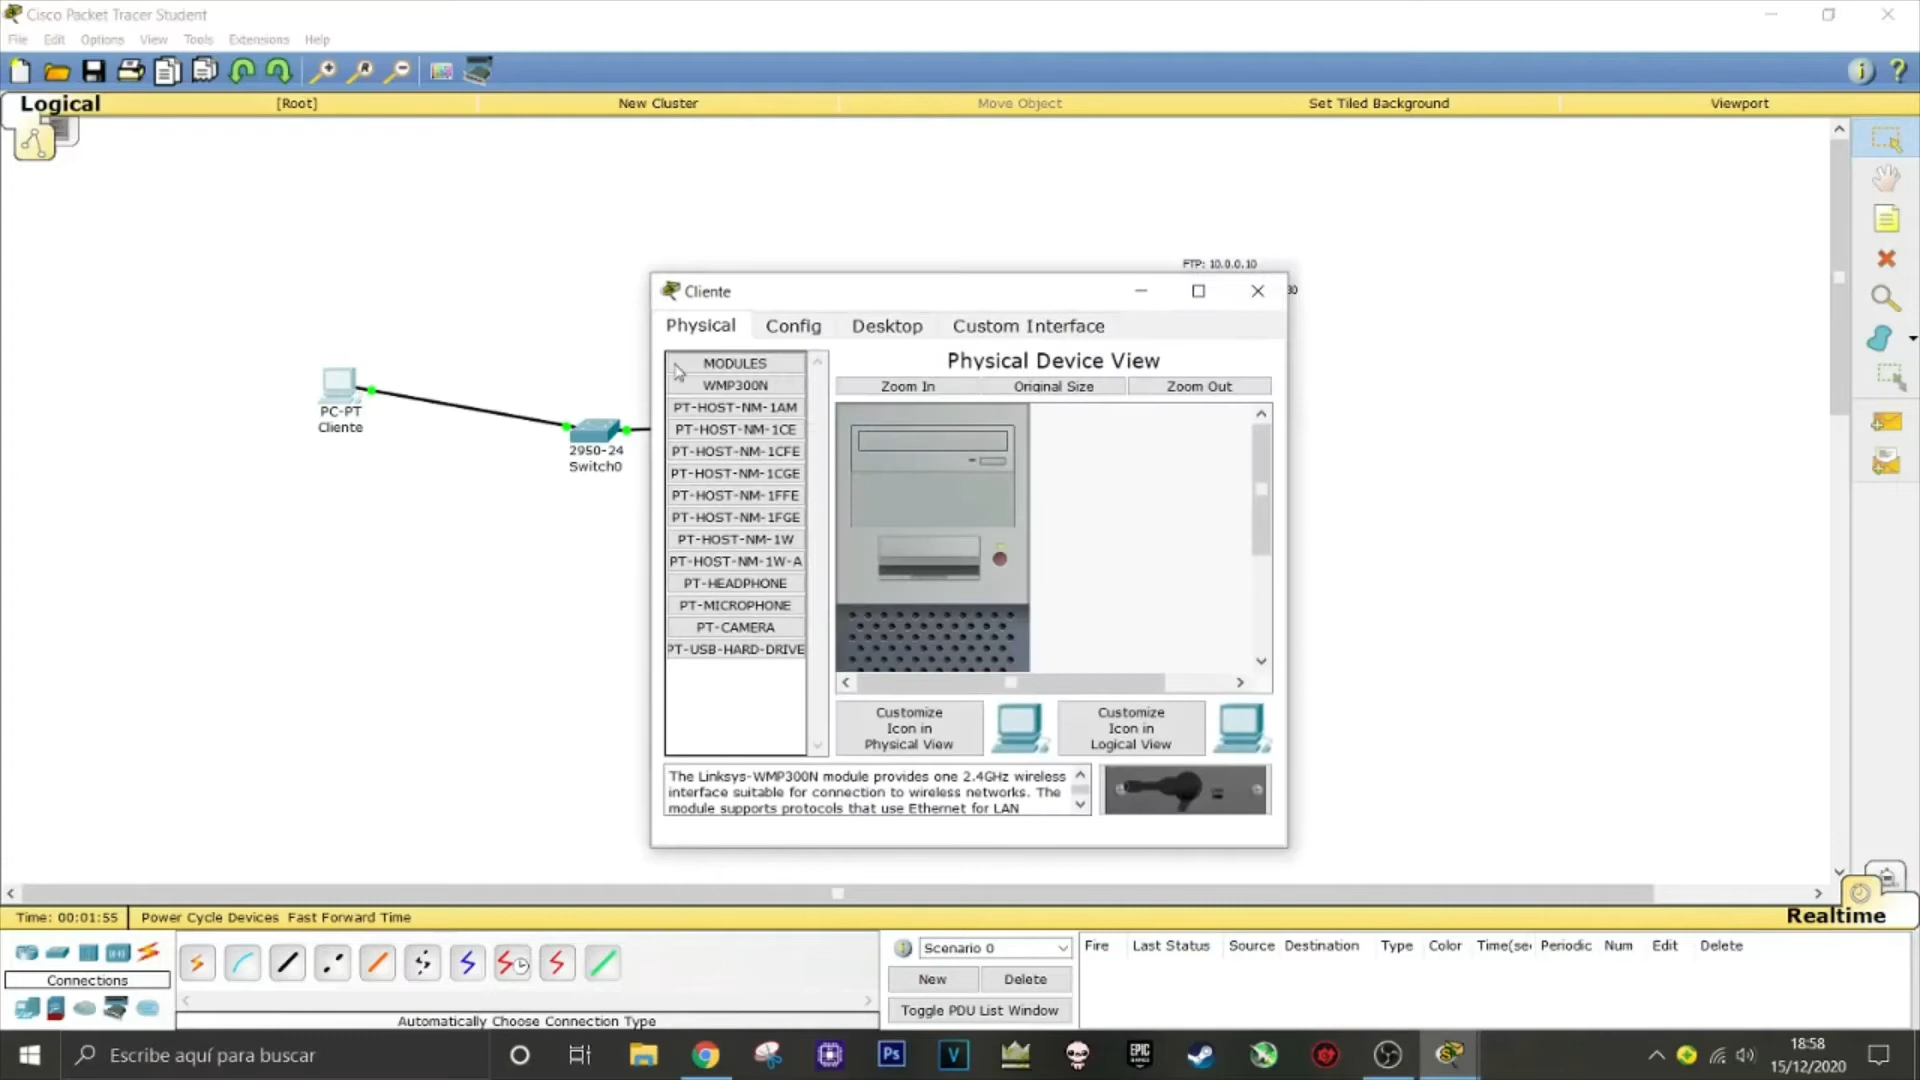 Cisco Packet Tracer Student
File Edit Options View Tools Extensions Help
Logical [Root] New Cluster Move Object Set Tiled Background Viewport
FTP: 10.0.0.10
30
Cliente
Physical Config Desktop Custom Interface
MODULES
WMP300N
PT-HOST-NM-1AM
PT-HOST-NM-1CE
PT-HOST-NM-1CFE
PT-HOST-NM-1CGE
PT-HOST-NM-1FFE
PT-HOST-NM-1FGE
PT-HOST-NM-1W
PT-HOST-NM-1W-A
PT-HEADPHONE
PT-MICROPHONE
PT-CAMERA
PT-USB-HARD-DRIVE
Physical Device View
Zoom In Original Size Zoom Out
PC-PT
Cliente
2950-24
Switch0
Customize
Icon in
Physical View
Customize
Icon in
Logical View
The Linksys-WMP300N module provides one 2.4GHz wireless
interface suitable for connection to wireless networks. The
module supports protocols that use Ethernet for LAN
Time: 00:01:55 Power Cycle Devices Fast Forward Time
Realtime
Connections
Automatically Choose Connection Type
Scenario 0
New Delete
Toggle PDU List Window
Fire Last Status Source Destination Type Color Time(sec Periodic Num Edit Delete
Escribe aquí para buscar
Ps
V
EPIC
18:58
15/12/2020